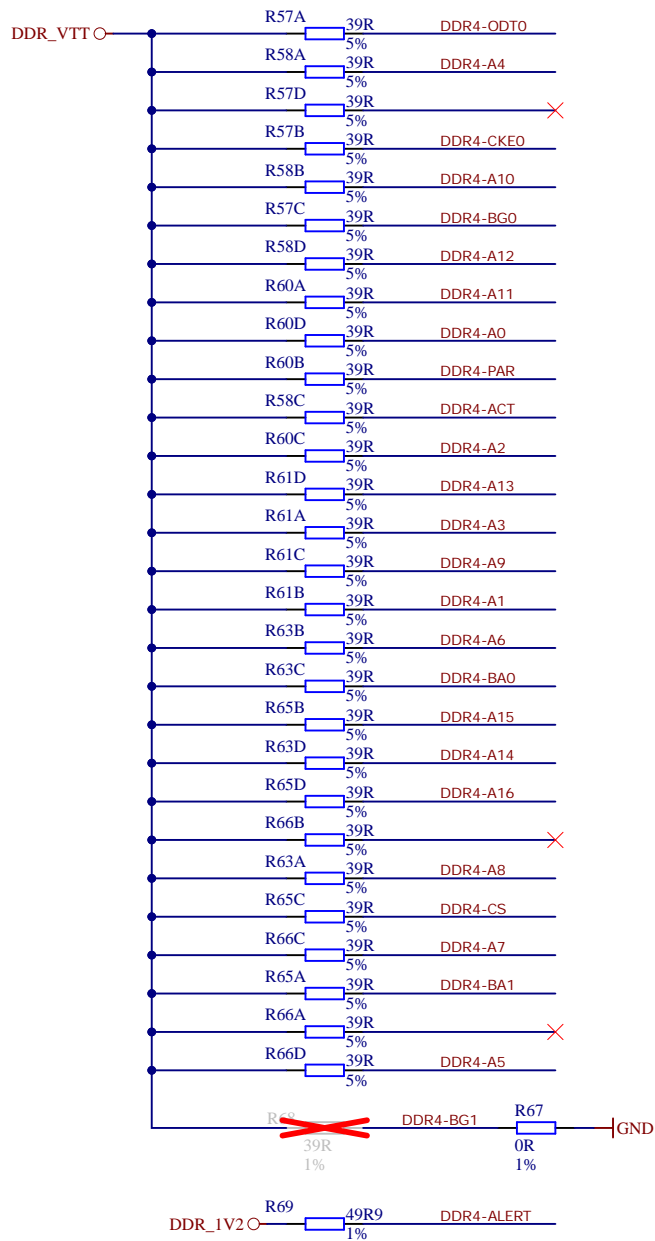 DDR_VTT
R57A 39R 5% DDR4-ODT0
R58A 39R 5% DDR4-A4
R57D 39R 5%
R57B 39R 5% DDR4-CKE0
R58B 39R 5% DDR4-A10
R57C 39R 5% DDR4-BG0
R58D 39R 5% DDR4-A12
R60A 39R 5% DDR4-A11
R60D 39R 5% DDR4-A0
R60B 39R 5% DDR4-PAR
R58C 39R 5% DDR4-ACT
R60C 39R 5% DDR4-A2
R61D 39R 5% DDR4-A13
R61A 39R 5% DDR4-A3
R61C 39R 5% DDR4-A9
R61B 39R 5% DDR4-A1
R63B 39R 5% DDR4-A6
R63C 39R 5% DDR4-BA0
R65B 39R 5% DDR4-A15
R63D 39R 5% DDR4-A14
R65D 39R 5% DDR4-A16
R66B 39R 5%
R63A 39R 5% DDR4-A8
R65C 39R 5% DDR4-CS
R66C 39R 5% DDR4-A7
R65A 39R 5% DDR4-BA1
R66A 39R 5%
R66D 39R 5% DDR4-A5
R68 39R 1% DDR4-BG1 R67 0R 1% GND
DDR_1V2 R69 49R9 1% DDR4-ALERT